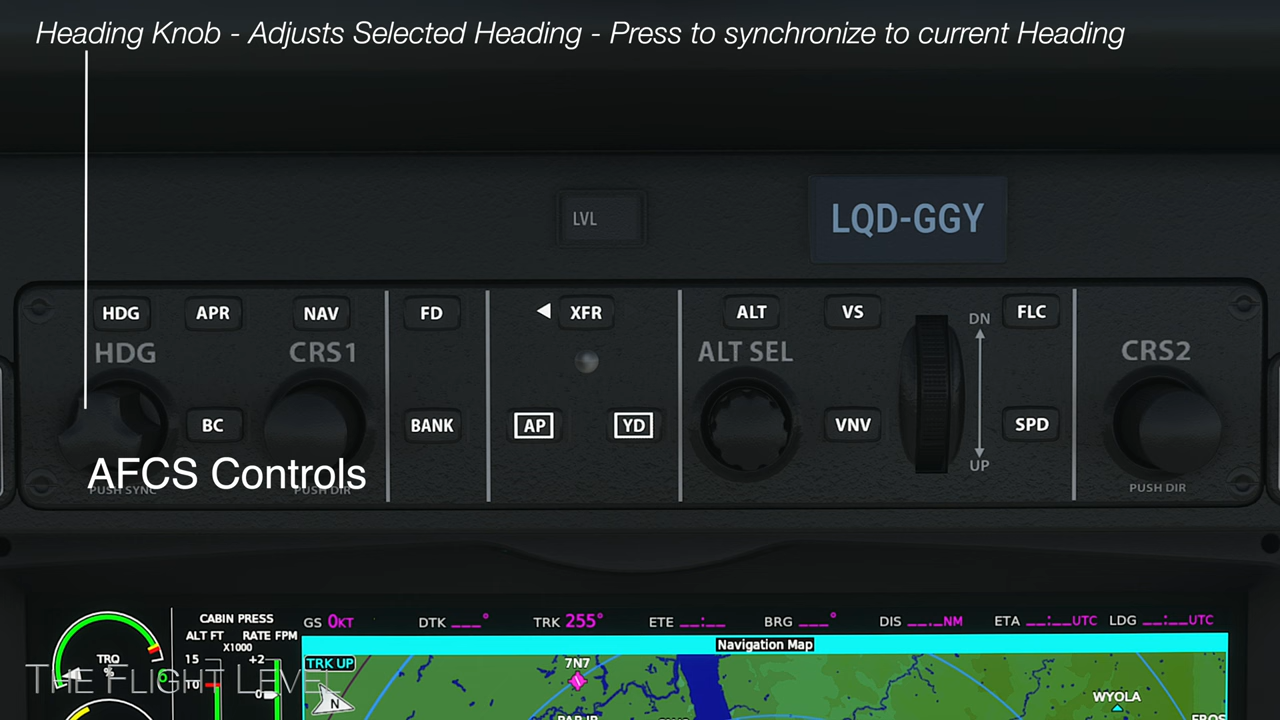 Heading Knob - Adjusts Selected Heading - Press to synchronize to current Heading
LVL
LQD-GGY
HDG APR NAV FD XFR ALT VS DN FLC
HDG CRS1 ALT SEL CRS2
BC BANK AP YD VNV SPD
UP
AFCS Controls
PUSH SYNC PUSH DIR PUSH DIR
CABIN PRESS
GS 0KT DTK ___° TRK 255° ETE __:__ BRG ___° DIS __._NM ETA __:__UTC LDG __:__UTC
ALT FT RATE FPM
X1000
Navigation Map
TRQ
%
15 +2
TRK UP
7N7
THE FLIGHT LEVEL
10 0
N
WYOLA